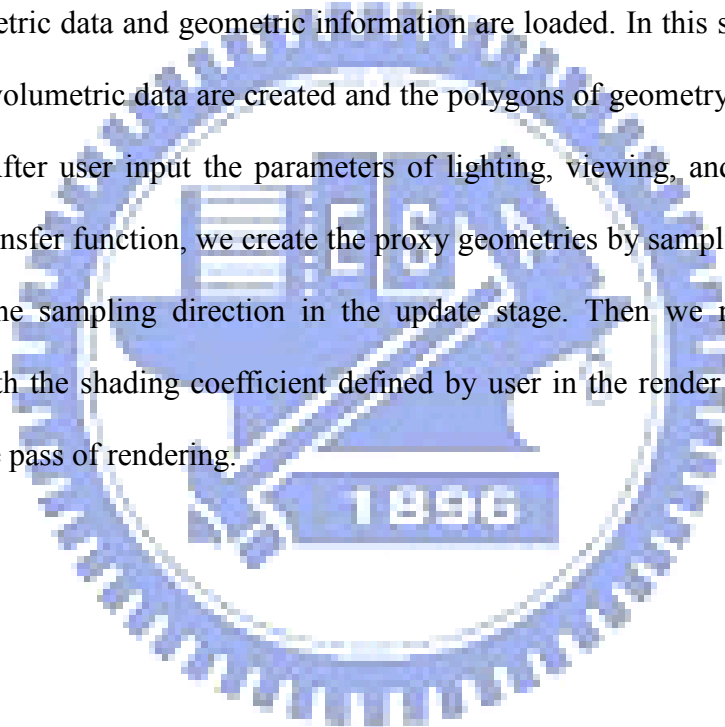 etric data and geometric information are loaded. In this s
volumetric data are created and the polygons of geometry
After user input the parameters of lighting, viewing, and
nsfer function, we create the proxy geometries by sampl
ne sampling direction in the update stage. Then we r
th the shading coefficient defined by user in the render
e pass of rendering.
ES
1896